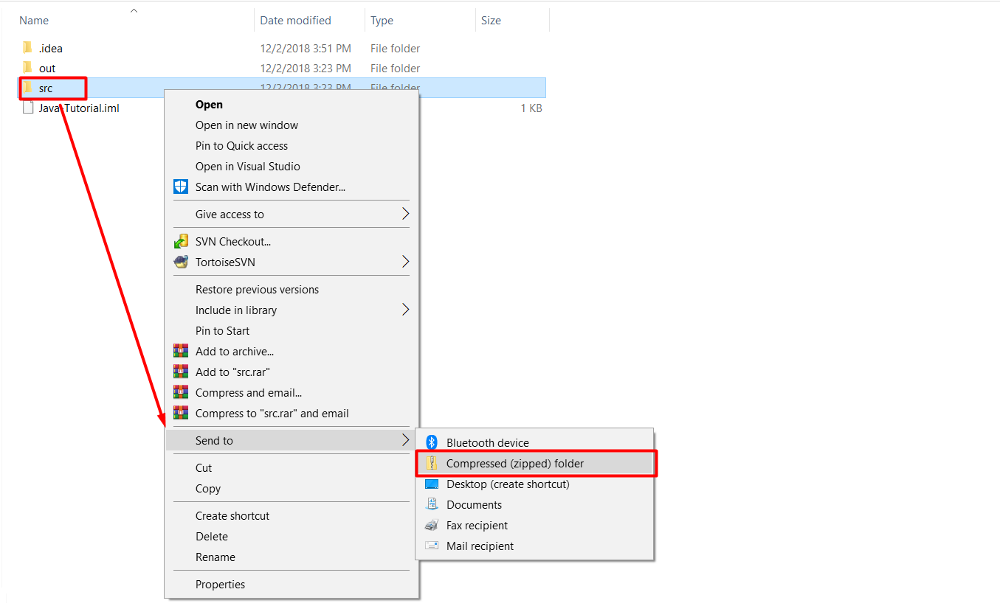 Name Date modified Type Size
.idea 12/2/2018 3:51 PM File folder
out 12/2/2018 3:23 PM File folder
src 12/2/2018 3:23 PM File folder
Java-Tutorial.iml 1 KB
Open
Open in new window
Pin to Quick access
Open in Visual Studio
Scan with Windows Defender...
Give access to
SVN Checkout...
TortoiseSVN
Restore previous versions
Include in library
Pin to Start
Add to archive...
Add to "src.rar"
Compress and email...
Compress to "src.rar" and email
Send to
Cut
Copy
Create shortcut
Delete
Rename
Properties
Bluetooth device
Compressed (zipped) folder
Desktop (create shortcut)
Documents
Fax recipient
Mail recipient